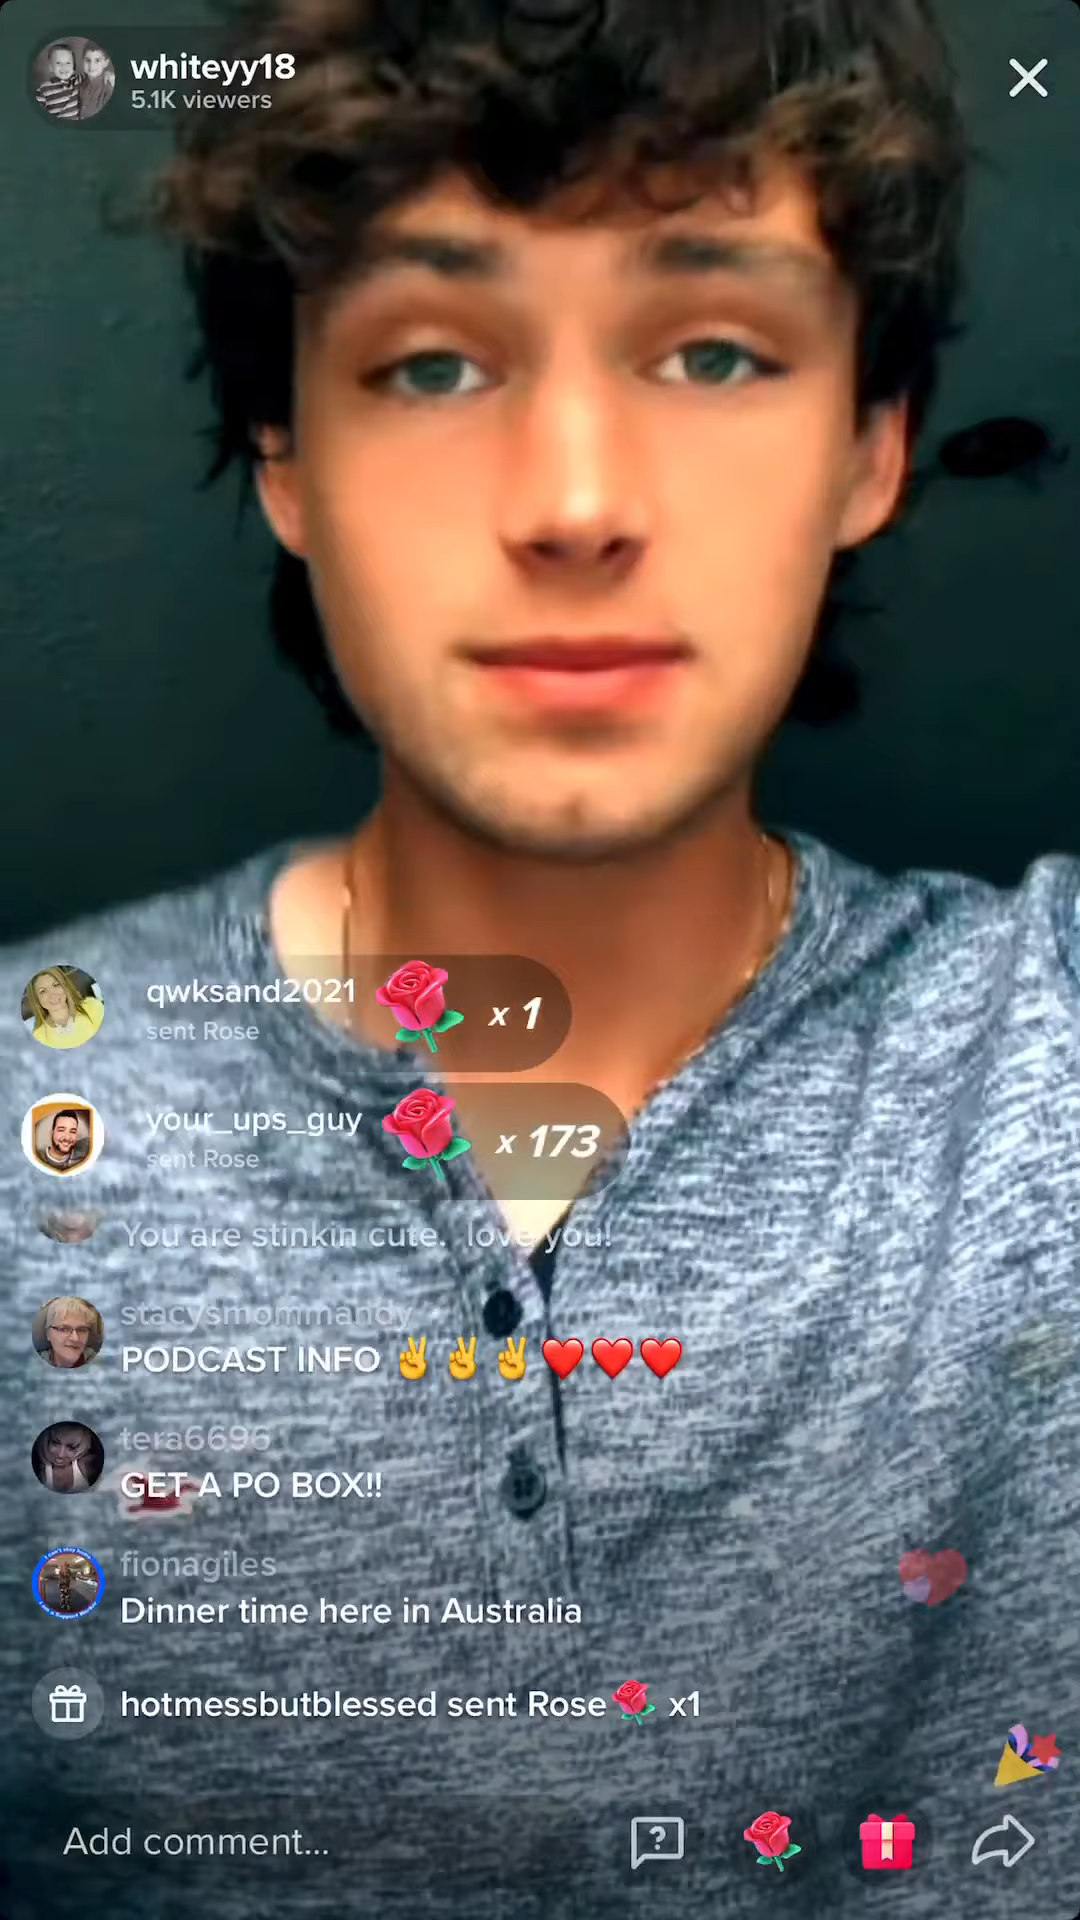 whiteyy18
5.1K viewers
qwksand2021
sent Rose
x 1
your_ups_guy
sent Rose
x 173
You are stinkin cute. love you!
stacysmommandy
PODCAST INFO ✌️✌️✌️❤️❤️❤️
tera6696
GET A PO BOX!!
fionagiles
Dinner time here in Australia
hotmessbutblessed sent Rose🌹 x1
Add comment...